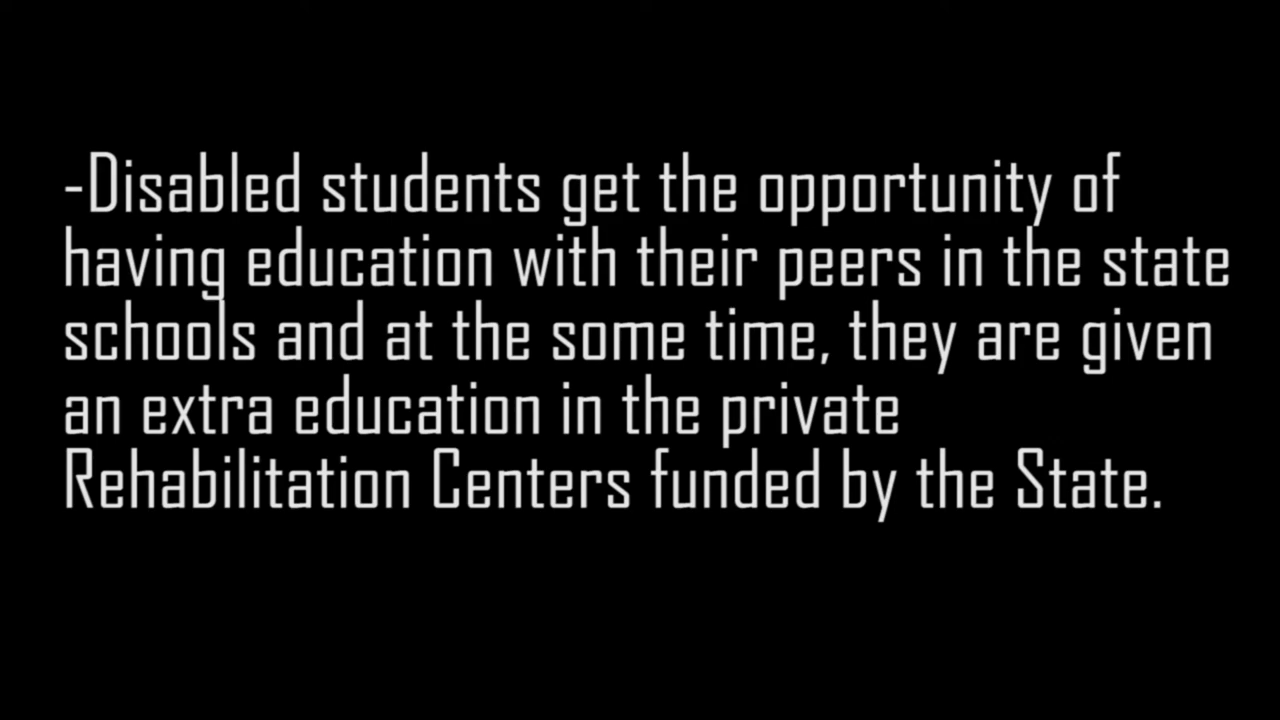 -Disabled students get the opportunity of
having education with their peers in the state
schools and at the some time, they are given
an extra education in the private
Rehabilitation Centers funded by the State.